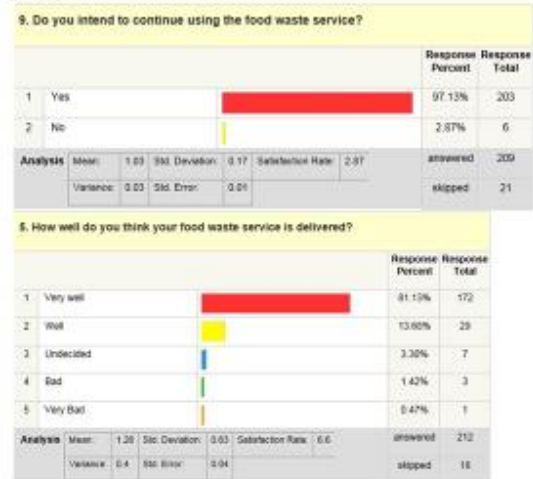 9. Do you intend to continue using the food waste service?
Response Percent Response Total
1 Yes 97.13% 203
2 No 2.87% 6
Analysis Mean: 1.03 Std. Deviation: 0.17 Satisfaction Rate: 2.87 answered 209
Variance: 0.03 Std. Error: 0.01 skipped 21
5. How well do you think your food waste service is delivered?
Response Percent Response Total
1 Very well 81.13% 172
2 Well 13.68% 29
3 Undecided 3.30% 7
4 Bad 1.42% 3
5 Very Bad 0.47% 1
Analysis Mean: 1.26 Std. Deviation: 0.63 Satisfaction Rate: 6.6 answered 212
Variance: 0.4 Std. Error: 0.04 skipped 18